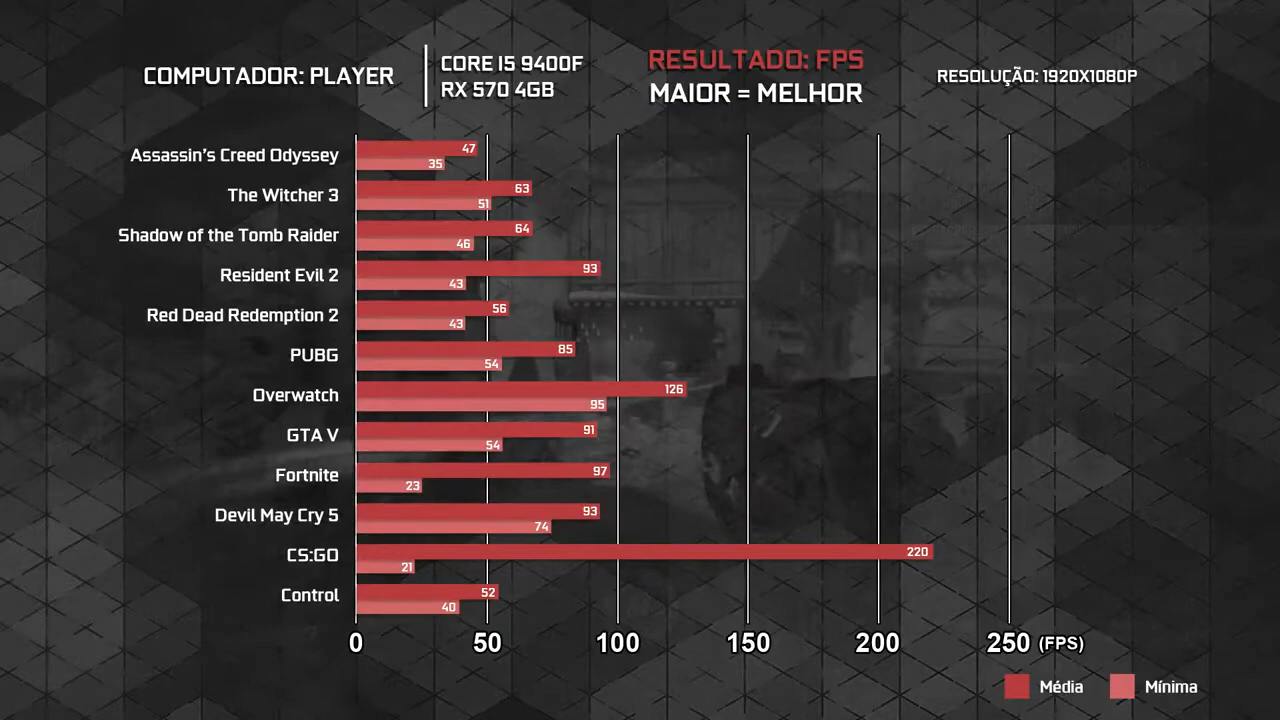 COMPUTADOR: PLAYER
CORE I5 9400F
RX 570 4GB
RESULTADO: FPS
MAIOR = MELHOR
RESOLUÇÃO: 1920X1080P
Assassin's Creed Odyssey 47
35
The Witcher 3 63
51
Shadow of the Tomb Raider 64
46
Resident Evil 2 93
43
Red Dead Redemption 2 56
43
PUBG 85
54
Overwatch 126
95
GTA V 91
54
Fortnite 97
23
Devil May Cry 5 93
74
CS:GO 220
21
Control 52
40
0 50 100 150 200 250 (FPS)
Média Mínima